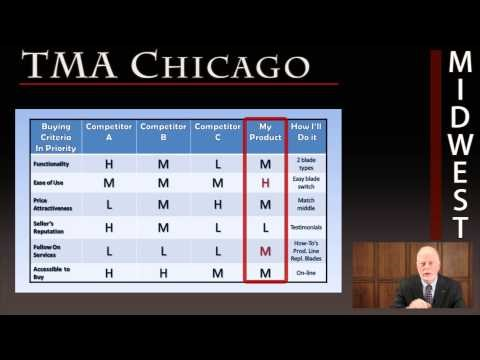 TMA CHICAGO
MIDWEST
Buying Criteria In Priority Competitor A Competitor B Competitor C My Product How I'll Do it
Functionality H M L M 2 blade types
Ease of Use M M M H Easy blade switch
Price Attractiveness L M H M Match middle
Seller's Reputation H M L L Testimonials
Follow On Services L L L M How-To's Prod. Line Repl. Blades
Accessible to Buy H H M M On-line